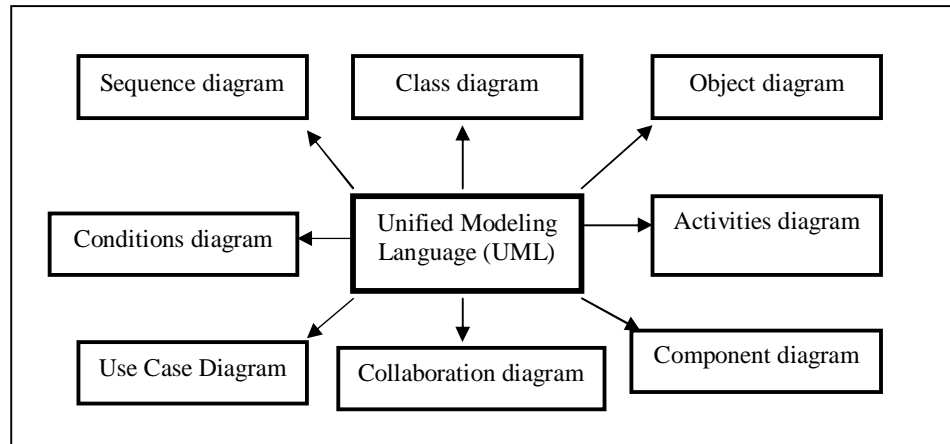 Sequence diagram
Class diagram
Object diagram
Conditions diagram
Unified Modeling
Language (UML)
Activities diagram
Use Case Diagram
Collaboration diagram
Component diagram